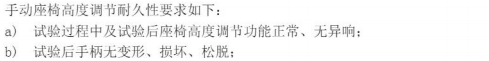 手动座椅高度调节耐久性要求如下：
a) 试验过程中及试验后座椅高度调节功能正常、无异响；
b) 试验后手柄无变形、损坏、松脱；